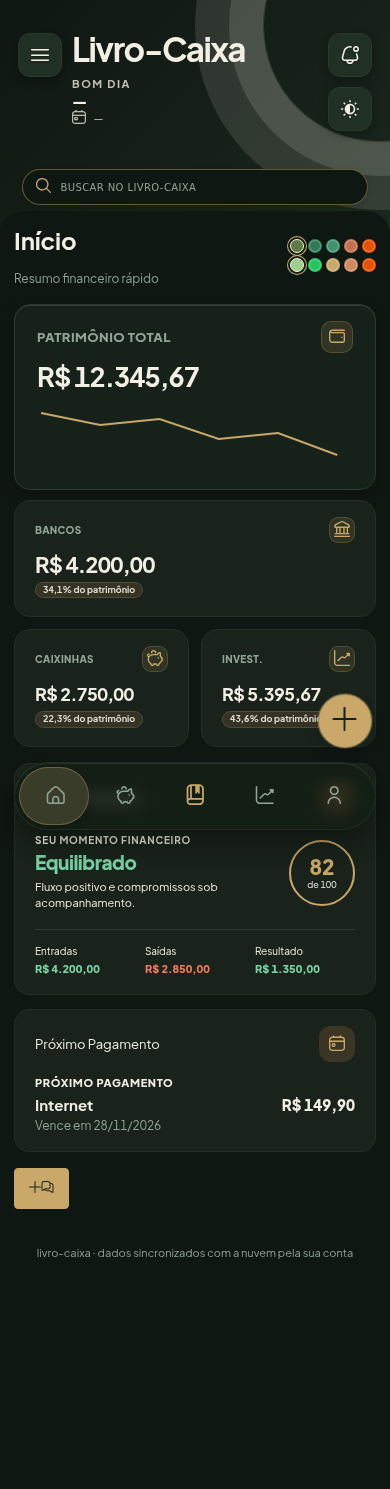 Livro-Caixa
BOM DIA
—
—
BUSCAR NO LIVRO-CAIXA
Início
Resumo financeiro rápido
PATRIMÔNIO TOTAL
R$ 12.345,67
BANCOS
R$ 4.200,00
34,1% do patrimônio
CAIXINHAS
R$ 2.750,00
22,3% do patrimônio
INVEST.
R$ 5.395,67
43,6% do patrimônio
SEU MOMENTO FINANCEIRO
Equilibrado
Fluxo positivo e compromissos sob
acompanhamento.
82
de 100
Entradas
R$ 4.200,00
Saídas
R$ 2.850,00
Resultado
R$ 1.350,00
Próximo Pagamento
PRÓXIMO PAGAMENTO
Internet
R$ 149,90
Vence em 28/11/2026
livro-caixa · dados sincronizados com a nuvem pela sua conta